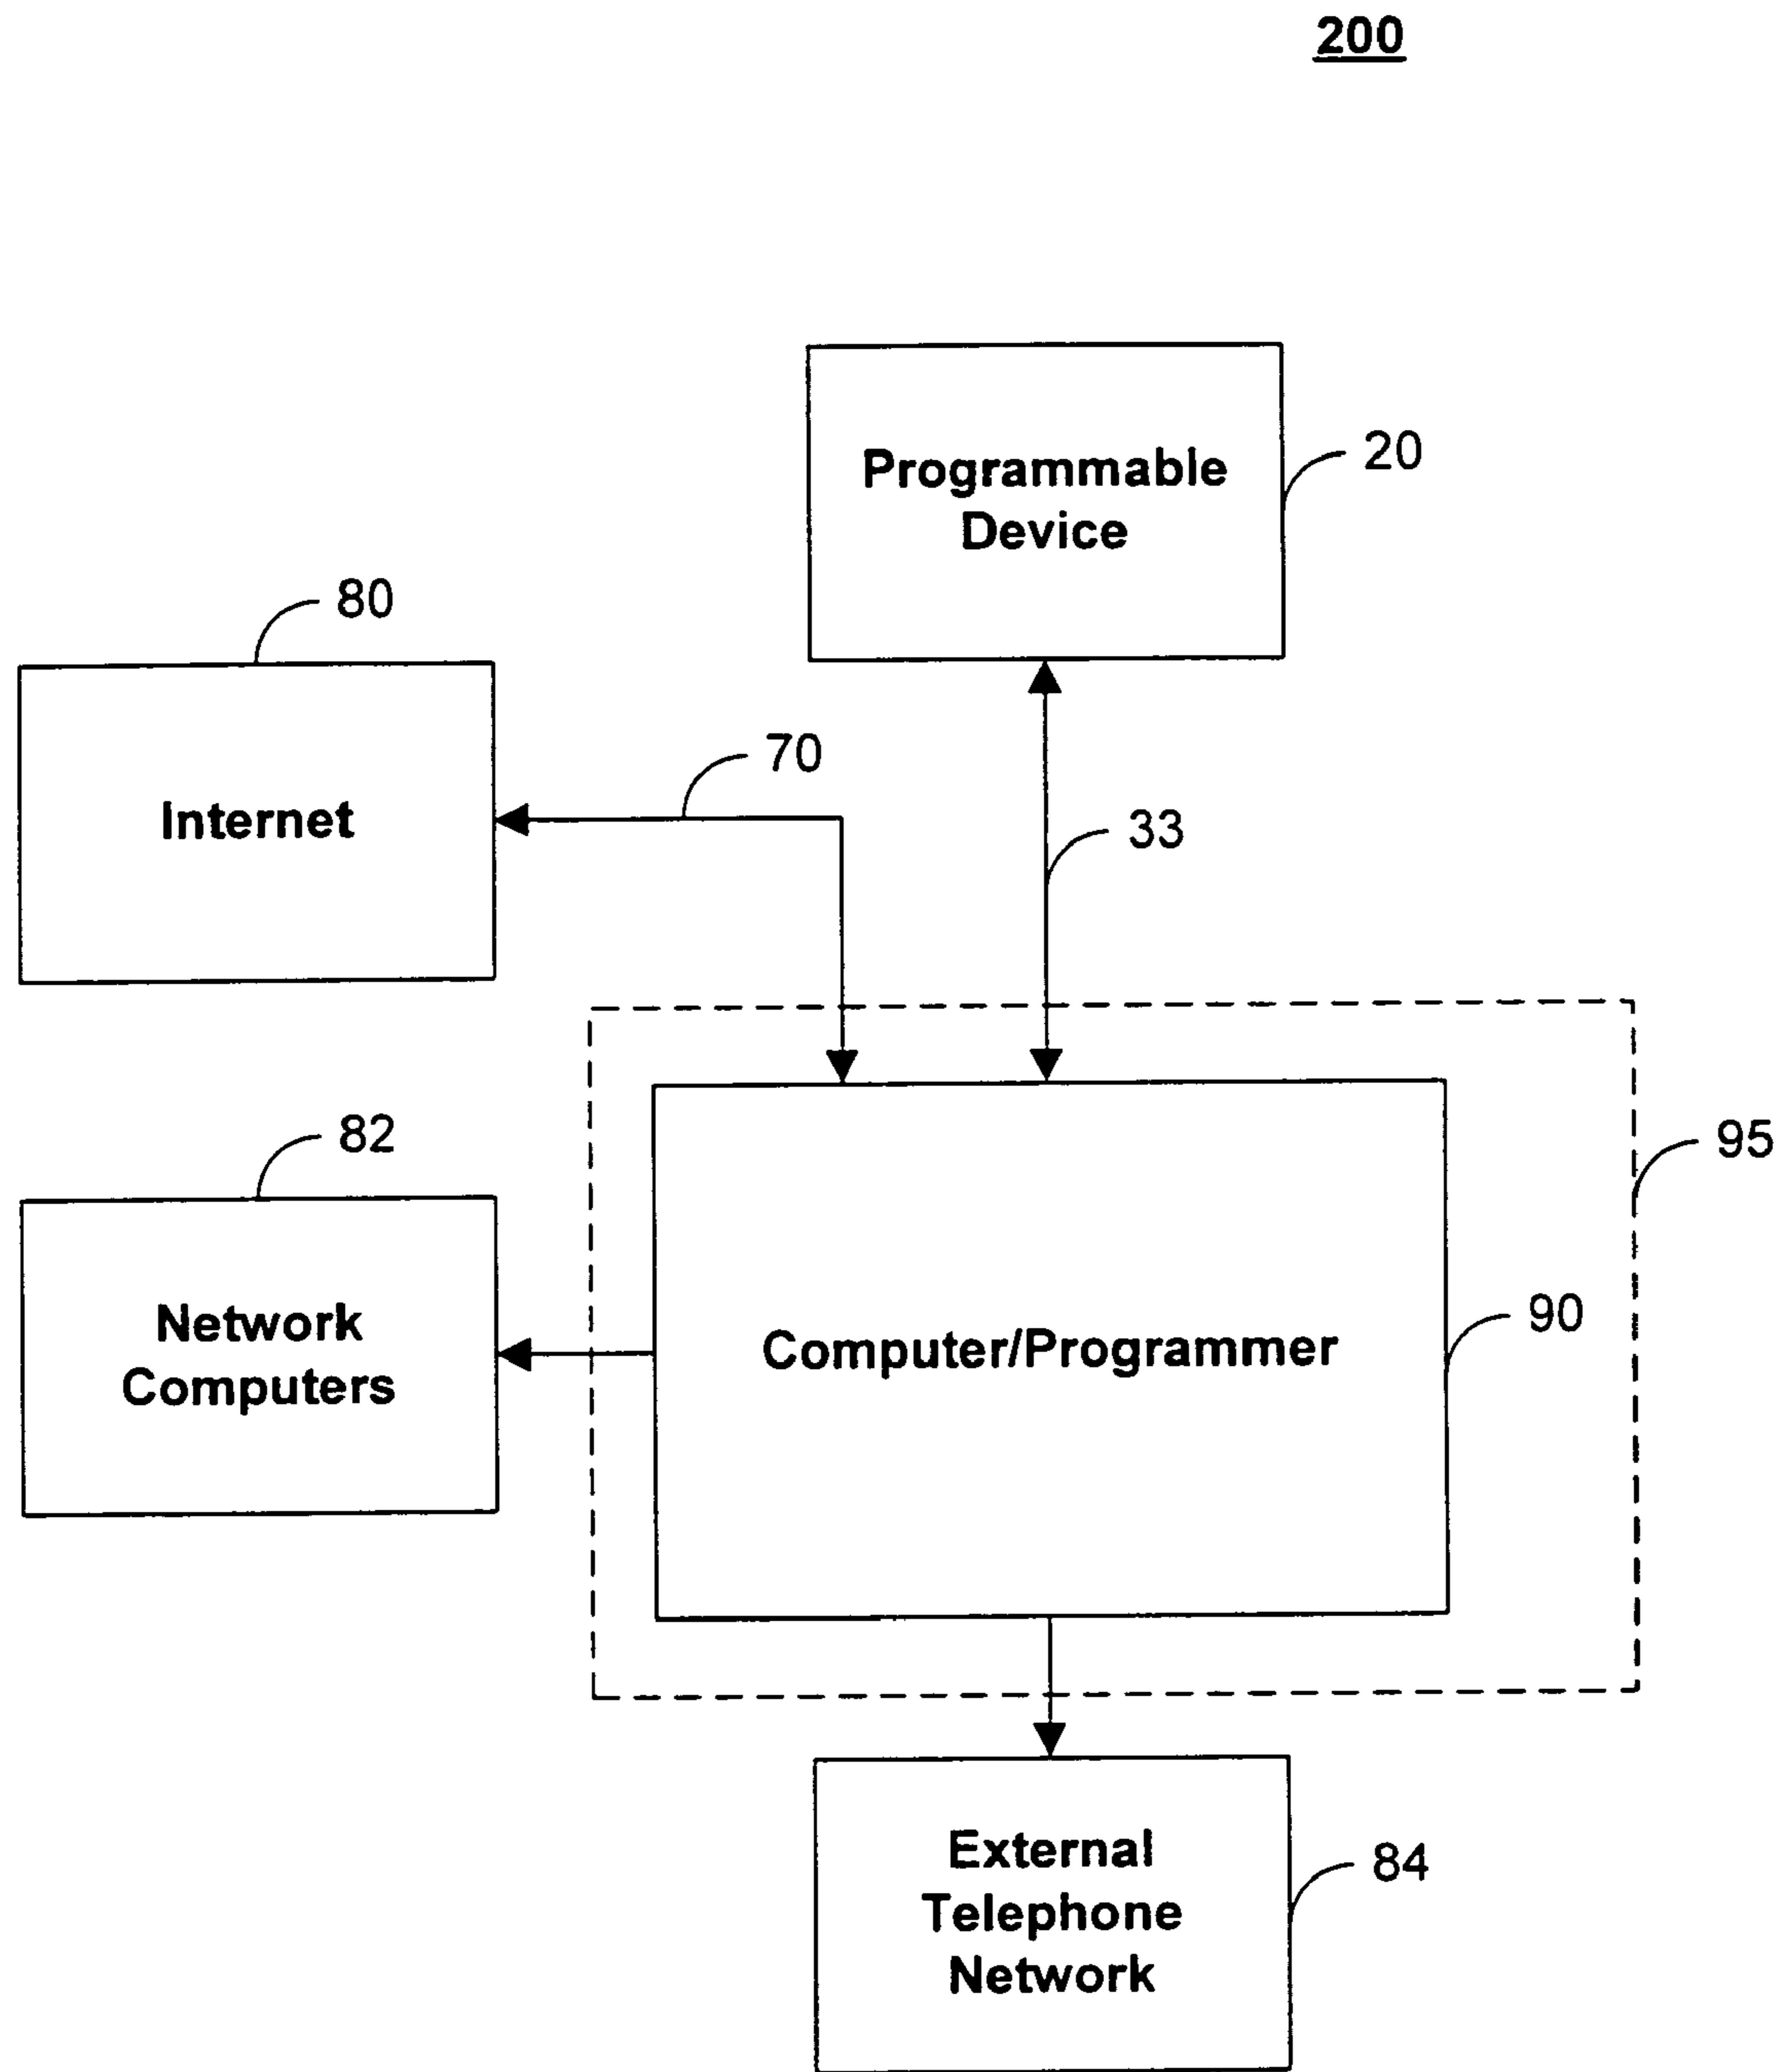 200
Programmable
Device
20
80
Internet
70
33
82
Network
Computers
95
Computer/Programmer
90
External
Telephone
Network
84